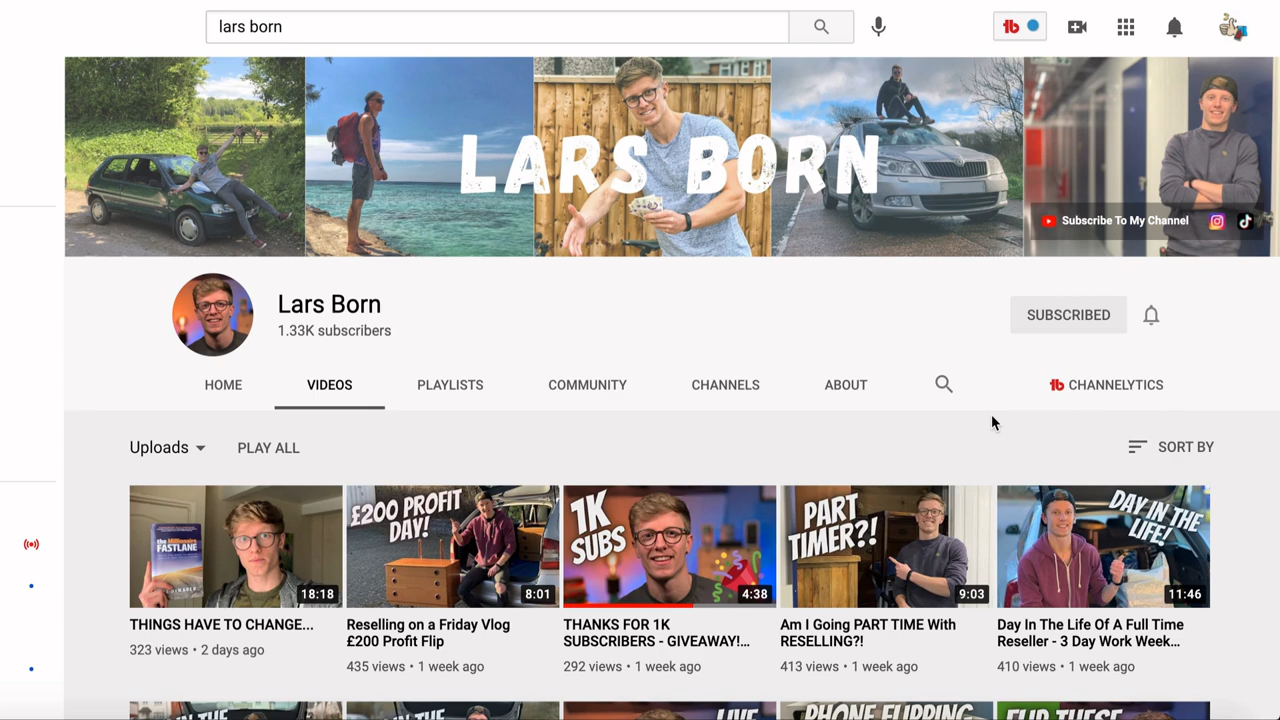 lars born
LARS BORN
Subscribe To My Channel
Lars Born
1.33K subscribers
SUBSCRIBED
HOME VIDEOS PLAYLISTS COMMUNITY CHANNELS ABOUT CHANNELYTICS
Uploads PLAY ALL SORT BY
the Millionaire
FASTLANE
18:18
£200 PROFIT
DAY!
8:01
1K
SUBS
4:38
PART
TIMER?!
9:03
DAY IN THE
LIFE!
11:46
THINGS HAVE TO CHANGE...
323 views • 2 days ago
Reselling on a Friday Vlog
£200 Profit Flip
435 views • 1 week ago
THANKS FOR 1K
SUBSCRIBERS - GIVEAWAY!...
292 views • 1 week ago
Am I Going PART TIME With
RESELLING?!
413 views • 1 week ago
Day In The Life Of A Full Time
Reseller - 3 Day Work Week...
410 views • 1 week ago
IN THE
IN THE
LIVE
PHONE FLIPPING
FLIP THESE